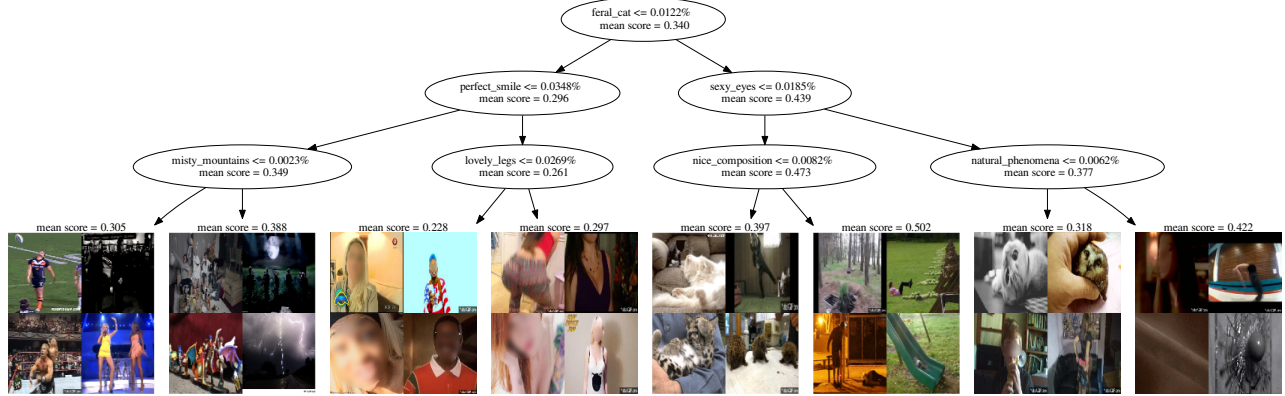 feral_cat <= 0.0122%
mean score = 0.340
perfect_smile <= 0.0348%
mean score = 0.296
sexy_eyes <= 0.0185%
mean score = 0.439
misty_mountains <= 0.0023%
mean score = 0.349
lovely_legs <= 0.0269%
mean score = 0.261
nice_composition <= 0.0082%
mean score = 0.473
natural_phenomena <= 0.0062%
mean score = 0.377
mean score = 0.305
mean score = 0.388
mean score = 0.228
mean score = 0.297
mean score = 0.397
mean score = 0.502
mean score = 0.318
mean score = 0.422